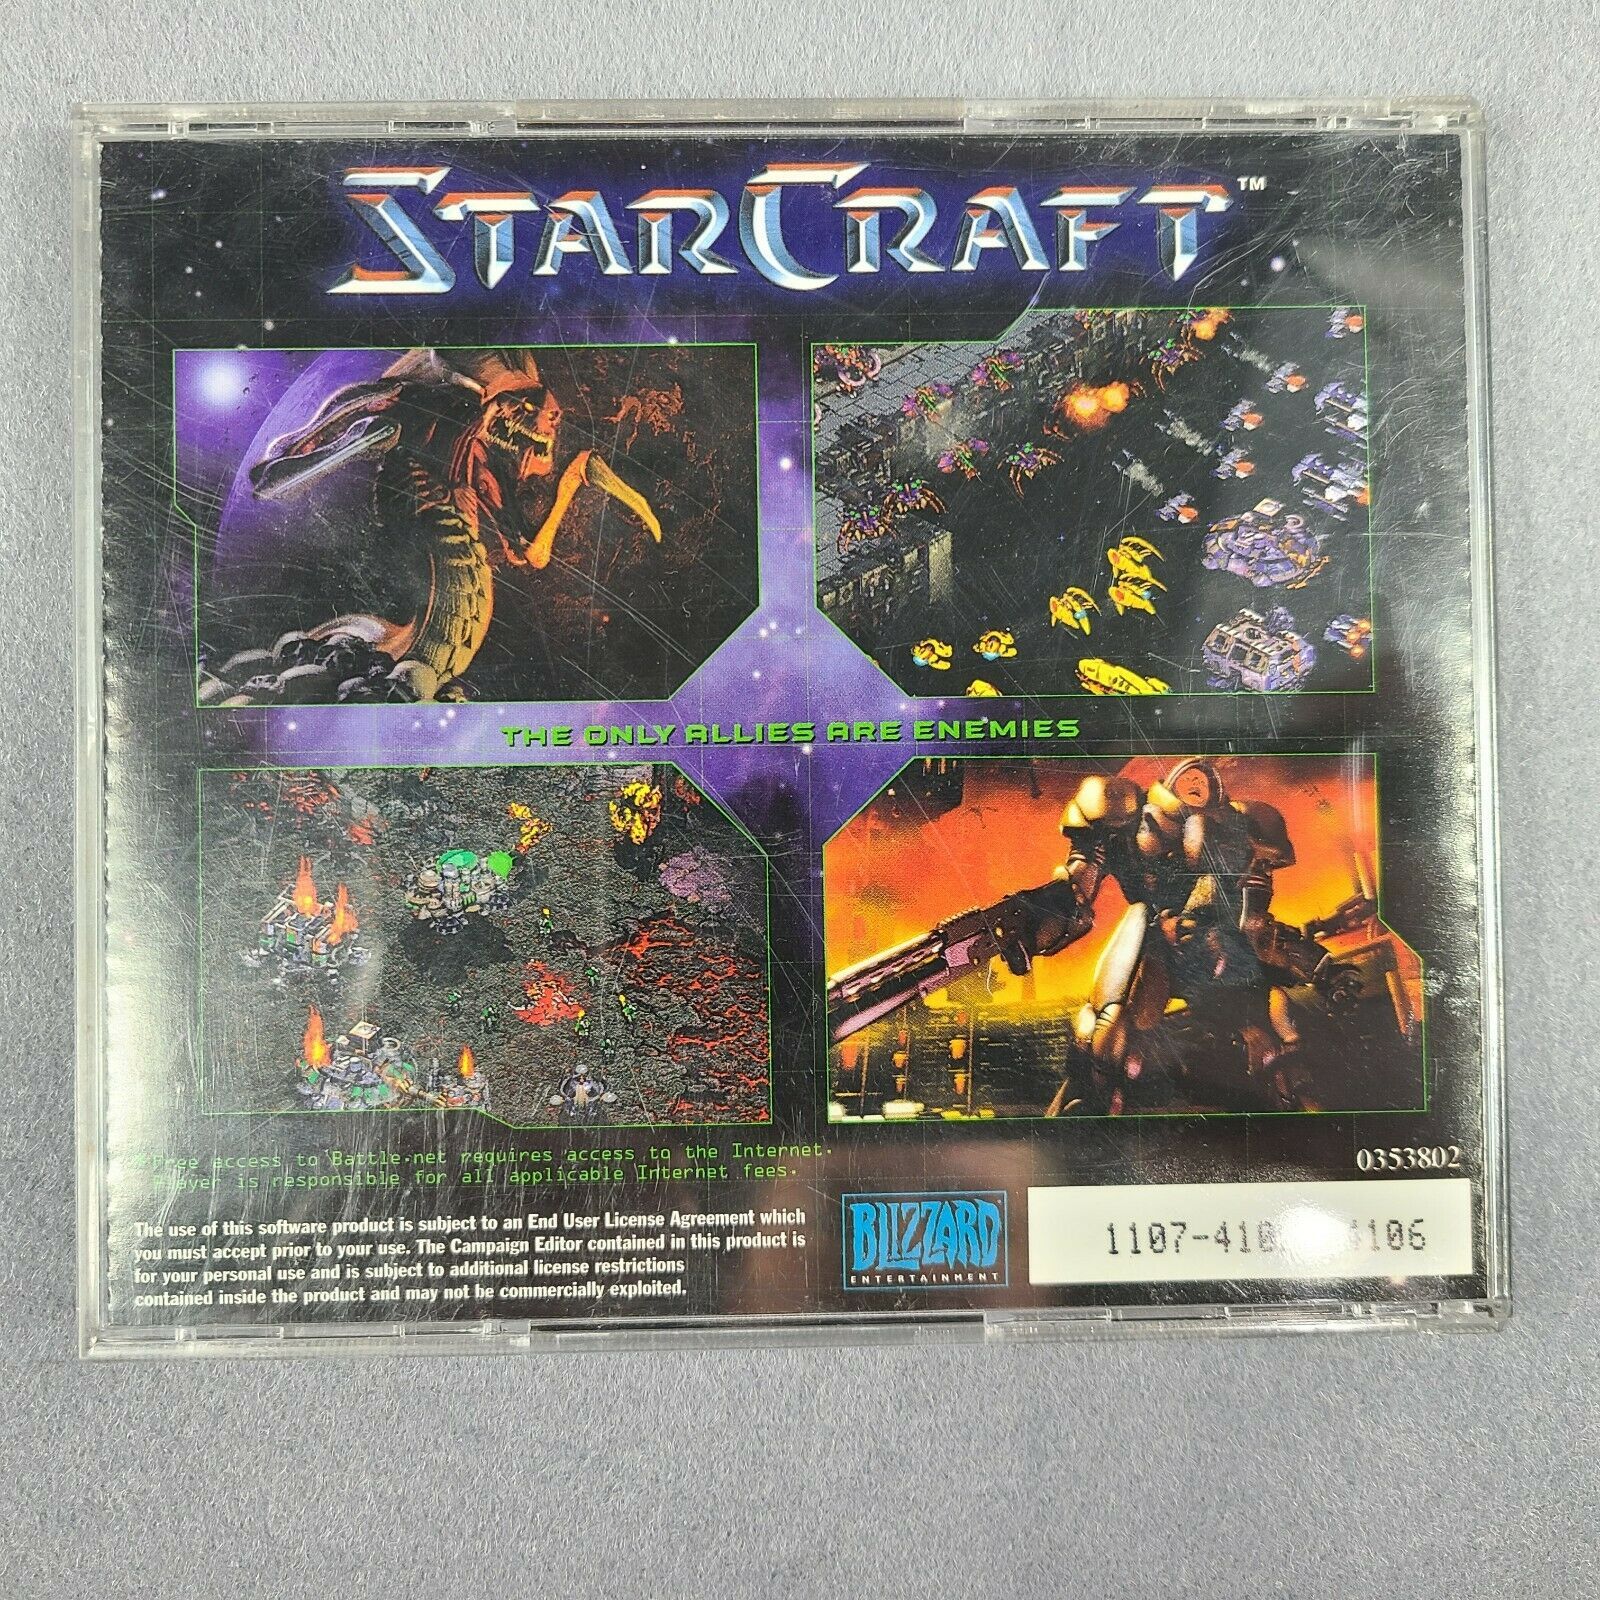 STARCRAFT™
THE ONLY ALLIES ARE ENEMIES
*Free access to Battle.net requires access to the Internet.
Player is responsible for all applicable Internet fees.
0353802
The use of this software product is subject to an End User License Agreement which
you must accept prior to your use. The Campaign Editor contained in this product is
for your personal use and is subject to additional license restrictions
contained inside the product and may not be commercially exploited.
BLIZZARD
ENTERTAINMENT